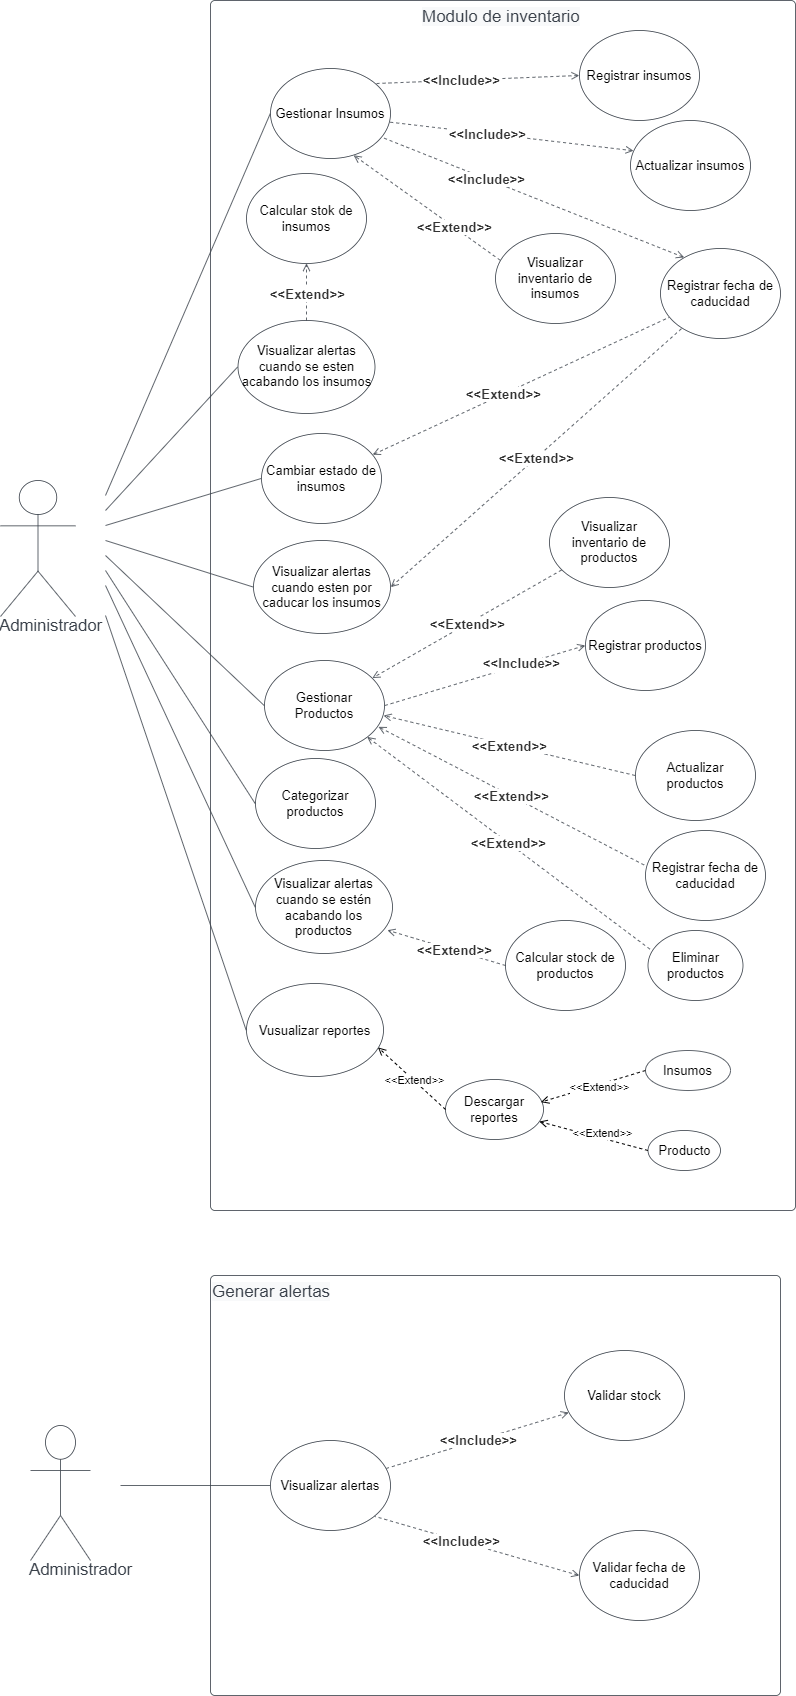 Modulo de inventario
Gestionar Insumos
<<Include>>
Registrar insumos
<<Include>>
Actualizar insumos
<<Include>>
Calcular stok de
insumos
<<Extend>>
Visualizar
inventario de
insumos
Registrar fecha de
caducidad
<<Extend>>
Visualizar alertas
cuando se esten
acabando los insumos
<<Extend>>
<<Extend>>
Cambiar estado de
insumos
Visualizar
inventario de
productos
Visualizar alertas
cuando esten por
caducar los insumos
Administrador
<<Extend>>
Registrar productos
<<Include>>
Gestionar
Productos
<<Extend>>
Actualizar
productos
Categorizar
productos
<<Extend>>
<<Extend>>
Registrar fecha de
caducidad
Visualizar alertas
cuando se estén
acabando los
productos
<<Extend>>
Calcular stock de
productos
Eliminar
productos
Vusualizar reportes
<<Extend>>
Descargar
reportes
<<Extend>>
Insumos
<<Extend>>
Producto
Generar alertas
Validar stock
<<Include>>
Visualizar alertas
<<Include>>
Validar fecha de
caducidad
Administrador